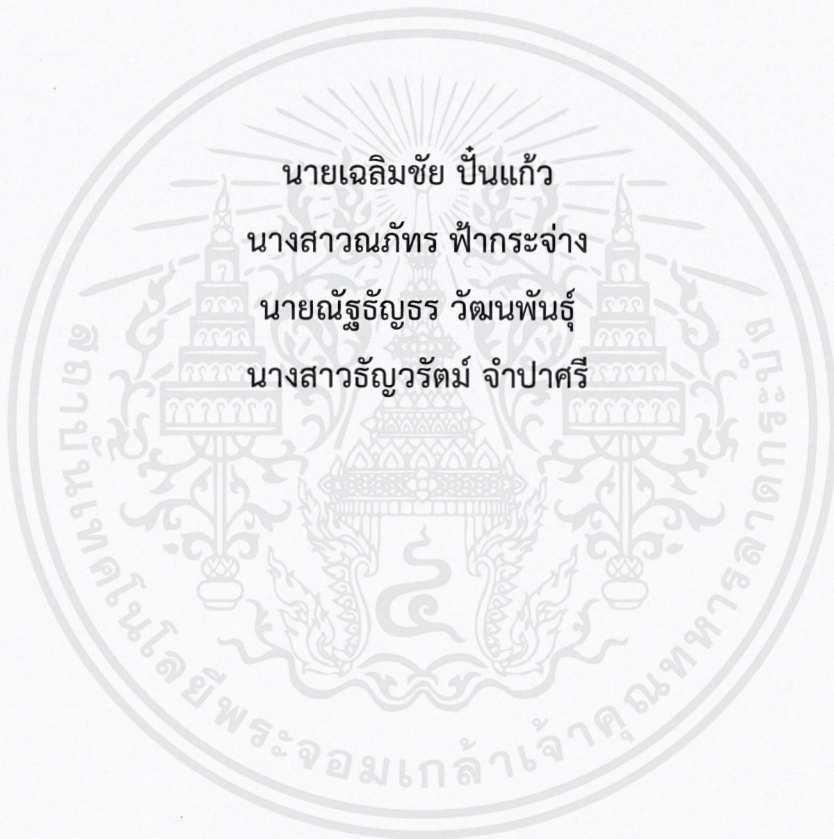 นายเฉลิมชัย ปั๋นแก้ว
นางสาวณภัทร ฟ้ากระจ่าง
นายณัฐธัญธร วัฒนพันธุ์
นางสาวธัญวรัตม์ จำปาศรี
สถาบันเทคโนโลยีพระจอมเกล้าเจ้าคุณทหารลาดกระบัง